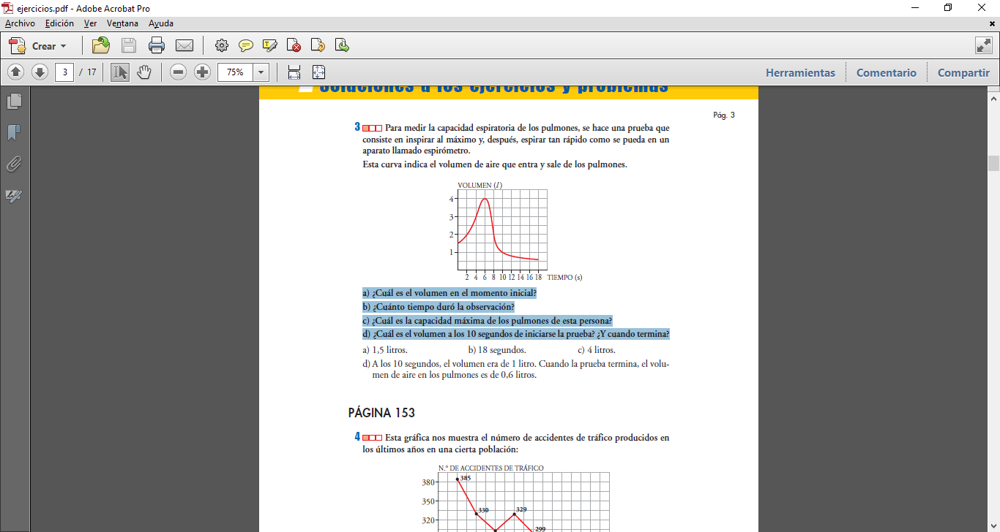 ejercicios.pdf - Adobe Acrobat Pro
Archivo Edición Ver Ventana Ayuda
Crear
3 / 17 75% Herramientas Comentario Compartir
Soluciones a los ejercicios y problemas
Pág. 3
3 Para medir la capacidad espiratoria de los pulmones, se hace una prueba que
consiste en inspirar al máximo y, después, espirar tan rápido como se pueda en un
aparato llamado espirómetro.
Esta curva indica el volumen de aire que entra y sale de los pulmones.
VOLUMEN (l)
4
3
2
1
2 4 6 8 10 12 14 16 18 TIEMPO (s)
a) ¿Cuál es el volumen en el momento inicial?
b) ¿Cuánto tiempo duró la observación?
c) ¿Cuál es la capacidad máxima de los pulmones de esta persona?
d) ¿Cuál es el volumen a los 10 segundos de iniciarse la prueba? ¿Y cuando termina?
a) 1,5 litros. b) 18 segundos. c) 4 litros.
d) A los 10 segundos, el volumen era de 1 litro. Cuando la prueba termina, el volu-
men de aire en los pulmones es de 0,6 litros.
PÁGINA 153
4 Esta gráfica nos muestra el número de accidentes de tráfico producidos en
los últimos años en una cierta población:
N.º DE ACCIDENTES DE TRÁFICO
380 385
350
330 329
320
299